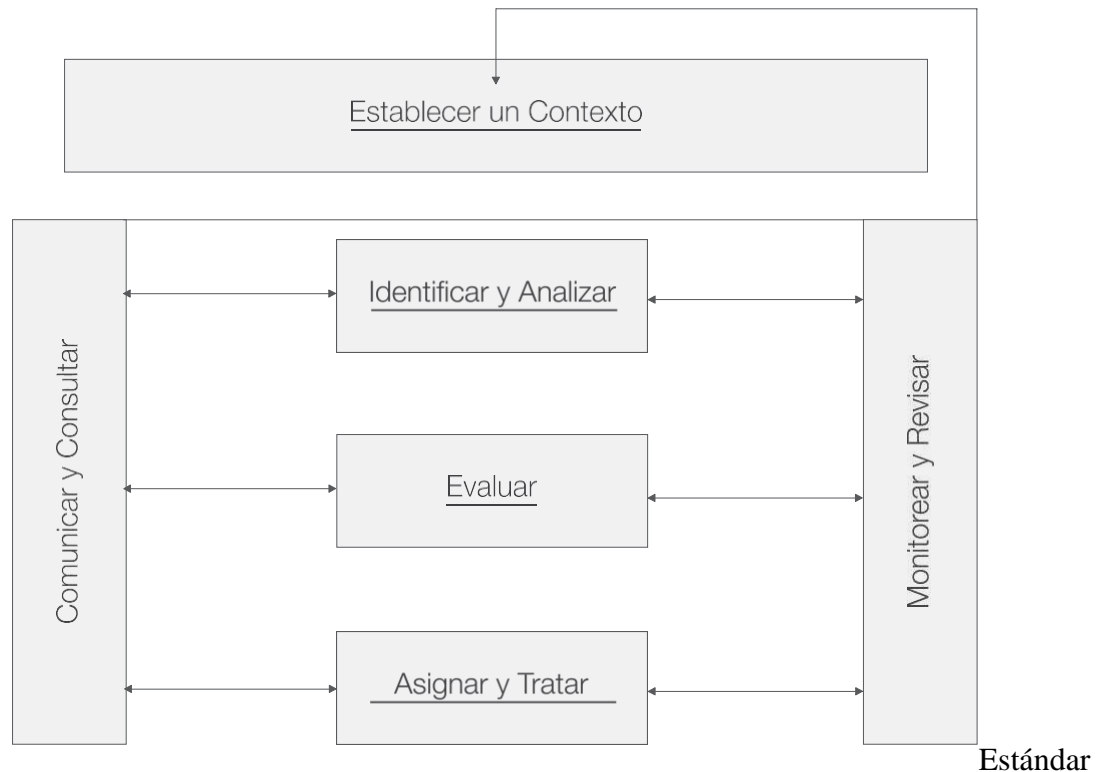 Establecer un Contexto
Comunicar y Consultar
Identificar y Analizar
Evaluar
Asignar y Tratar
Monitorear y Revisar
Estándar